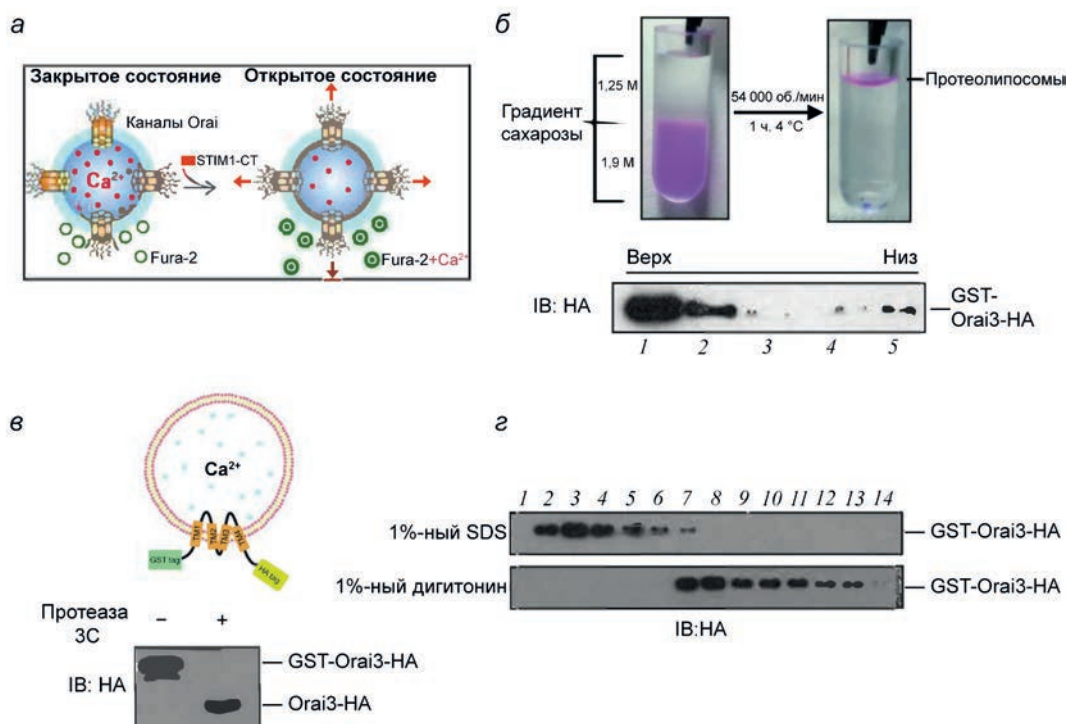 а
Закрытое состояние
Открытое состояние
Каналы Orai
Ca²⁺
STIM1-CT
Fura-2
Fura-2+Ca²⁺
б
Градиент
сахарозы
1,25 М
1,9 М
54 000 об./мин
1 ч. 4 °C
Протеолипосомы
Верх
Низ
IB: HA
GST-
Orai3-HA
1 2 3 4 5
в
Ca²⁺
TM1
TM2
TM3
TM4
GST tag
HA tag
Протеаза
3С
– +
IB: HA
GST-Orai3-HA
Orai3-HA
г
1 2 3 4 5 6 7 8 9 10 11 12 13 14
1%-ный SDS
GST-Orai3-HA
1%-ный дигитонин
GST-Orai3-HA
IB:HA